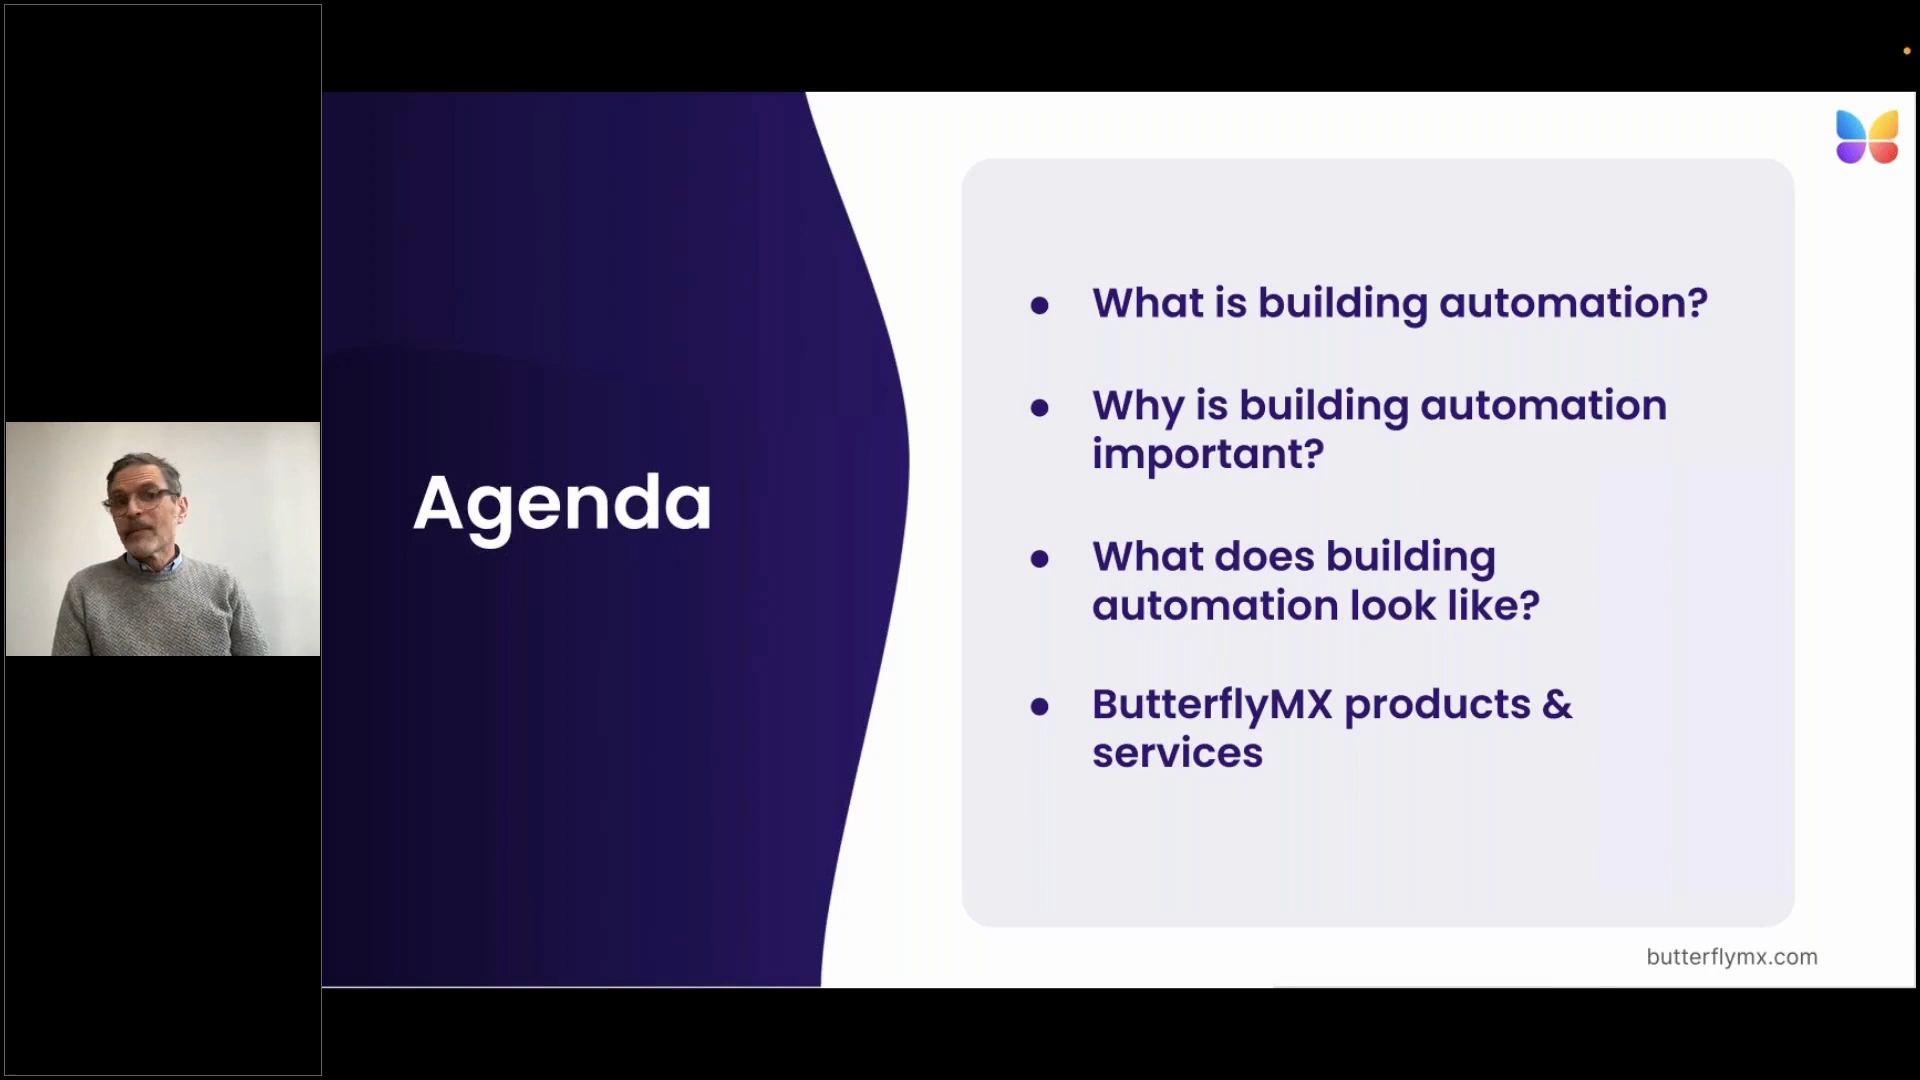 Agenda
● What is building automation?
● Why is building automation
important?
● What does building
automation look like?
● ButterflyMX products &
services
butterflymx.com